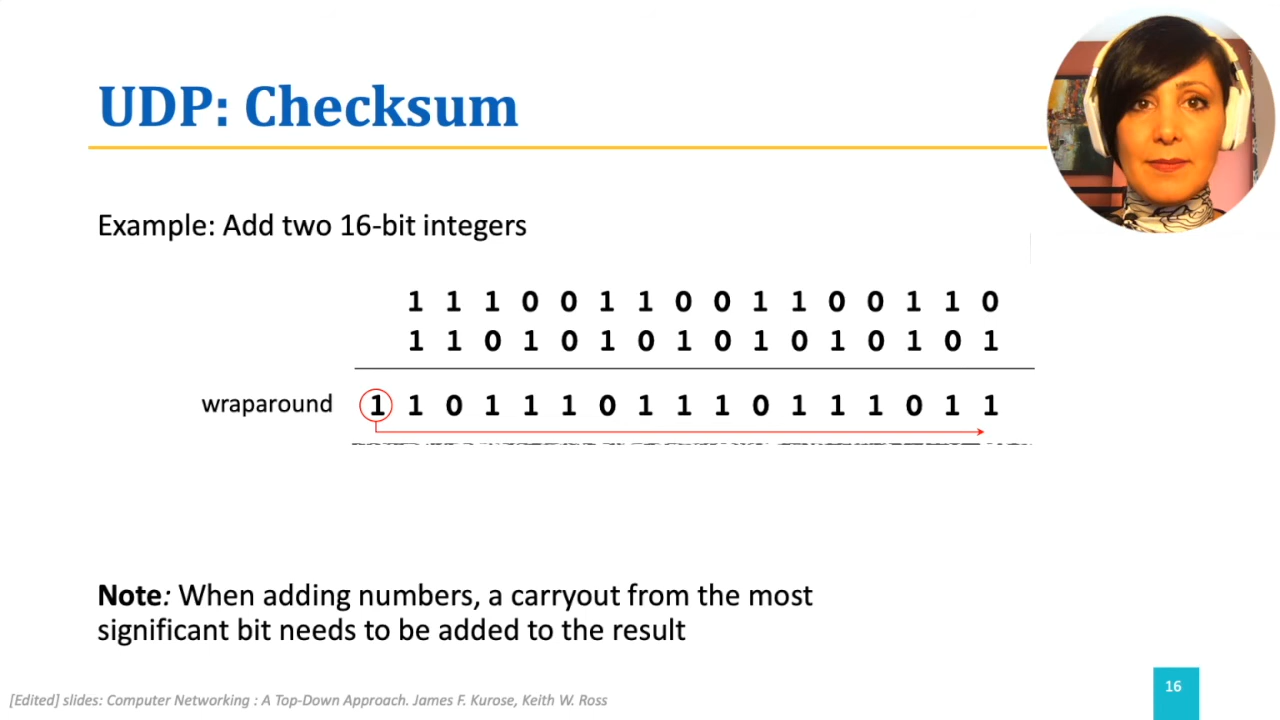 UDP: Checksum
Example: Add two 16-bit integers
1 1 1 0 0 1 1 0 0 1 1 0 0 1 1 0
1 1 0 1 0 1 0 1 0 1 0 1 0 1 0 1
wraparound 1 1 0 1 1 1 0 1 1 1 0 1 1 1 0 1 1
Note: When adding numbers, a carryout from the most
significant bit needs to be added to the result
[Edited] slides: Computer Networking : A Top-Down Approach. James F. Kurose, Keith W. Ross
16